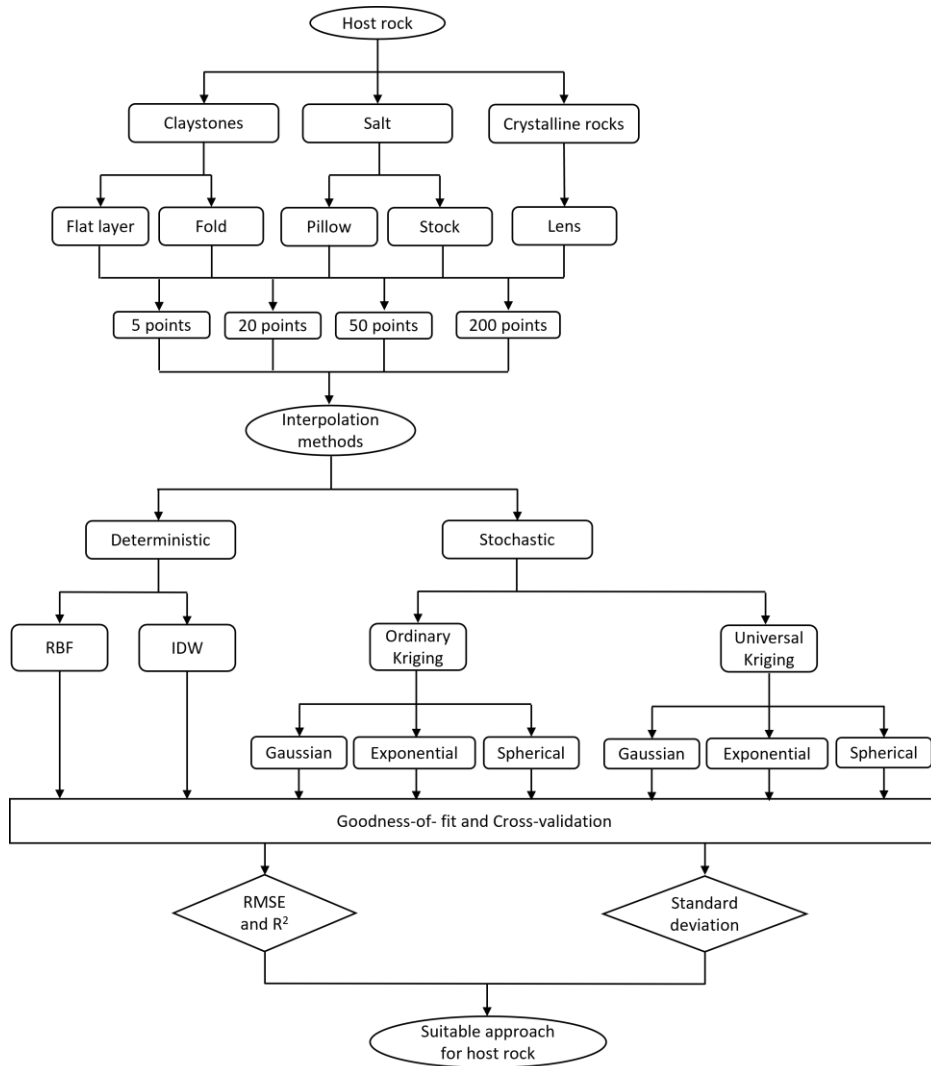 Host rock
Claystones
Salt
Crystalline rocks
Flat layer
Fold
Pillow
Stock
Lens
5 points
20 points
50 points
200 points
Interpolation
methods
Deterministic
Stochastic
RBF
IDW
Ordinary
Kriging
Universal
Kriging
Gaussian
Exponential
Spherical
Gaussian
Exponential
Spherical
Goodness-of- fit and Cross-validation
RMSE
and R²
Standard
deviation
Suitable approach
for host rock